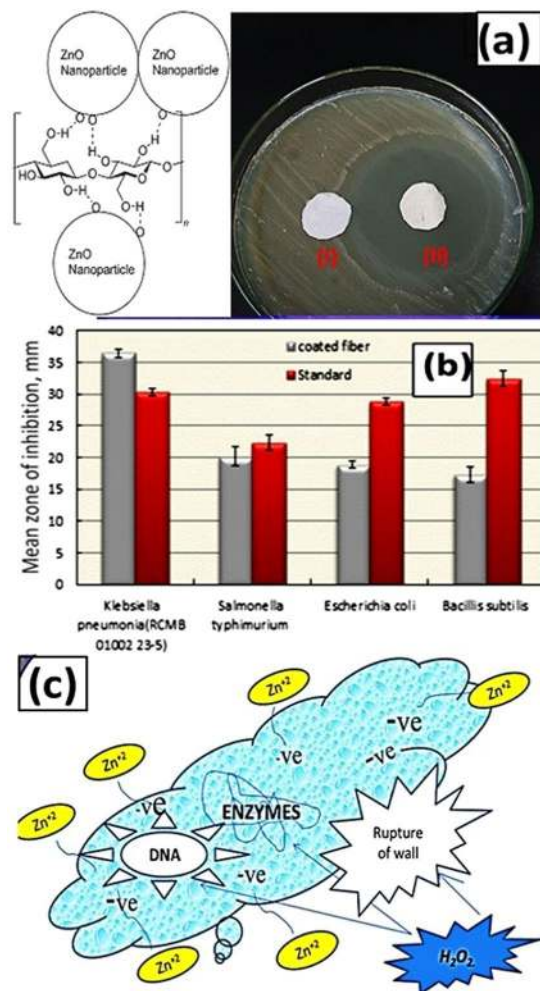 (a)
ZnO
Nanoparticle
ZnO
Nanoparticle
ZnO
Nanoparticle
n
(I)
(II)
(b)
coated fiber
Standard
Mean zone of inhibition, mm
40
35
30
25
20
15
10
5
0
Klebsiella
pneumonia(RCMB
01002 23-5)
Salmonella
typhimurium
Escherichia coli
Bacillis subtilis
(c)
Zn+2
Zn+2
-ve
-ve
Zn+2
-ve
-ve
ENZYMES
Zn+2
Rupture
of wall
DNA
-ve
-ve
H2O2
Zn+2
Zn+2